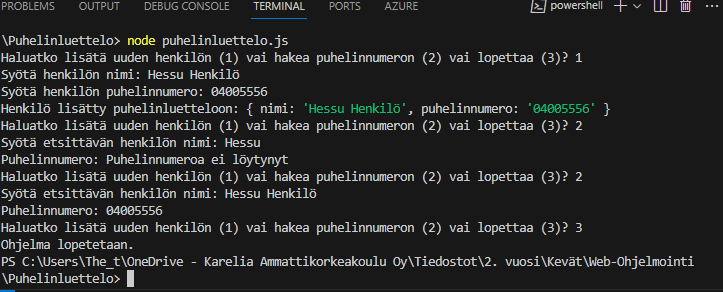 PROBLEMS OUTPUT DEBUG CONSOLE TERMINAL PORTS AZURE powershell
\Puhelinluettelo> node puhelinluettelo.js
Haluatko lisätä uuden henkilön (1) vai hakea puhelinnumeron (2) vai lopettaa (3)? 1
Syötä henkilön nimi: Hessu Henkilö
Syötä henkilön puhelinnumero: 04005556
Henkilö lisätty puhelinluetteloon: { nimi: 'Hessu Henkilö', puhelinnumero: '04005556' }
Haluatko lisätä uuden henkilön (1) vai hakea puhelinnumeron (2) vai lopettaa (3)? 2
Syötä etsittävän henkilön nimi: Hessu
Puhelinnumero: Puhelinnumeroa ei löytynyt
Haluatko lisätä uuden henkilön (1) vai hakea puhelinnumeron (2) vai lopettaa (3)? 2
Syötä etsittävän henkilön nimi: Hessu Henkilö
Puhelinnumero: 04005556
Haluatko lisätä uuden henkilön (1) vai hakea puhelinnumeron (2) vai lopettaa (3)? 3
Ohjelma lopetetaan.
PS C:\Users\The_t\OneDrive - Karelia Ammattikorkeakoulu Oy\Tiedostot\2. vuosi\Kevät\Web-Ohjelmointi
\Puhelinluettelo>